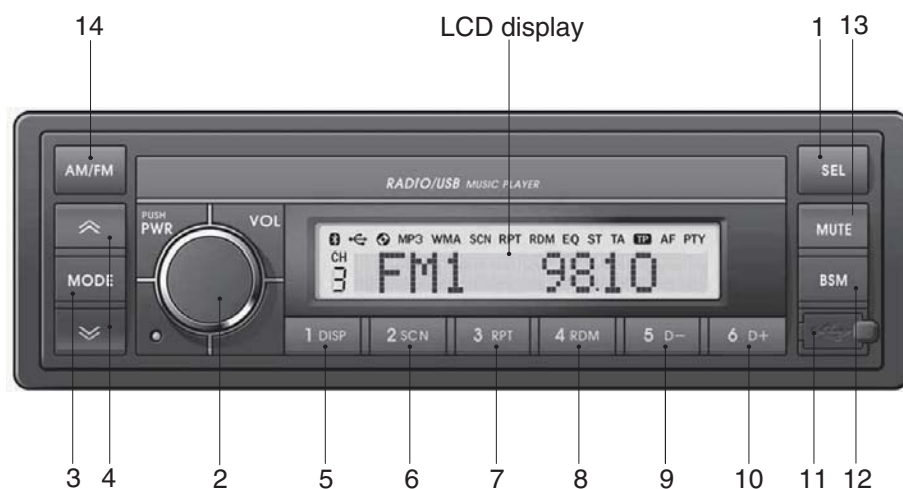 14 LCD display 1 13
AM/FM
RADIO/USB MUSIC PLAYER
SEL
PUSH
PWR
VOL
MP3 WMA SCN RPT RDM EQ ST TA TP AF PTY
CH
3 FM1 98.10
MUTE
MODE
BSM
1 DISP 2 SCN 3 RPT 4 RDM 5 D− 6 D+
3 4 2 5 6 7 8 9 10 11 12